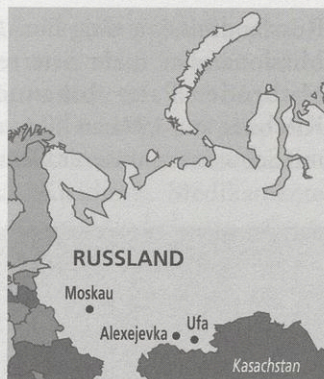 RUSSLAND
Moskau
Ufa
Alexejevka
Kasachstan